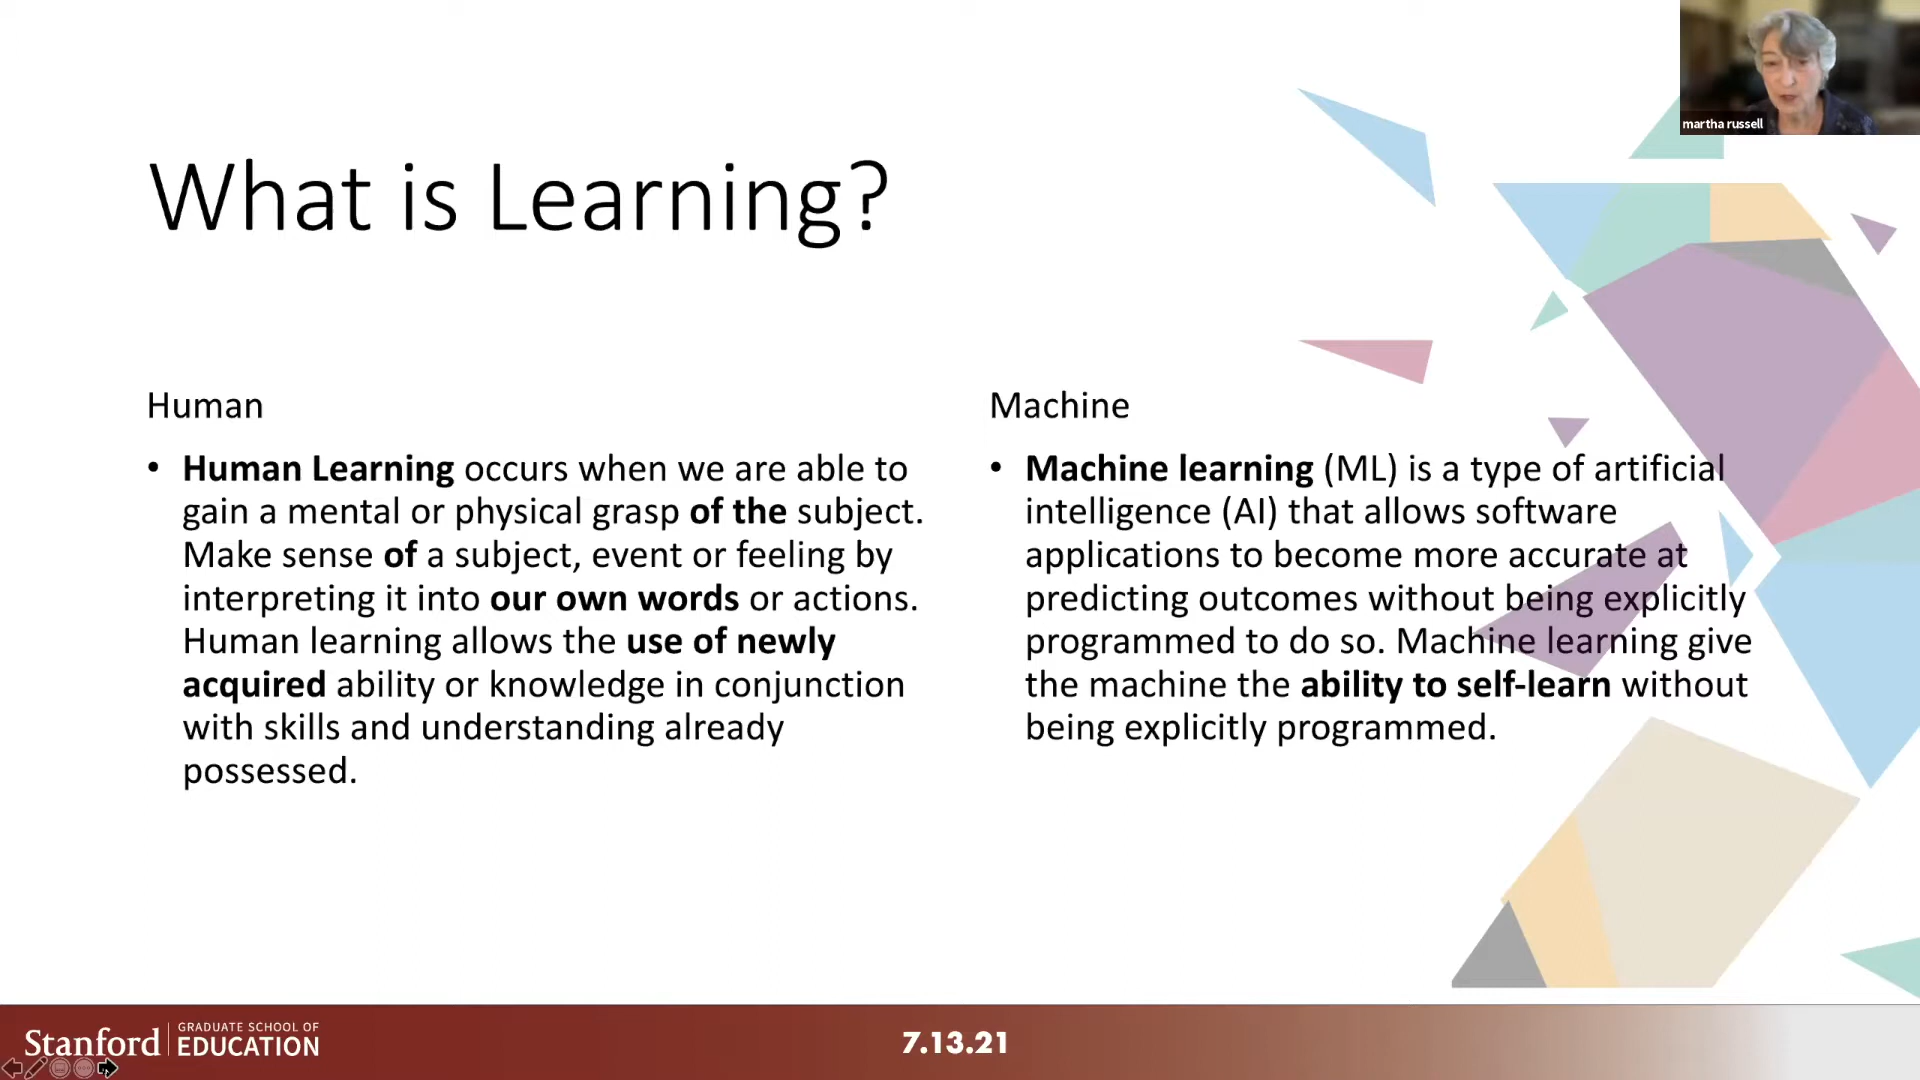 martha russell
What is Learning?
Human
• Human Learning occurs when we are able to
gain a mental or physical grasp of the subject.
Make sense of a subject, event or feeling by
interpreting it into our own words or actions.
Human learning allows the use of newly
acquired ability or knowledge in conjunction
with skills and understanding already
possessed.
Machine
• Machine learning (ML) is a type of artificial
intelligence (AI) that allows software
applications to become more accurate at
predicting outcomes without being explicitly
programmed to do so. Machine learning give
the machine the ability to self-learn without
being explicitly programmed.
Stanford
GRADUATE SCHOOL OF
EDUCATION
7.13.21